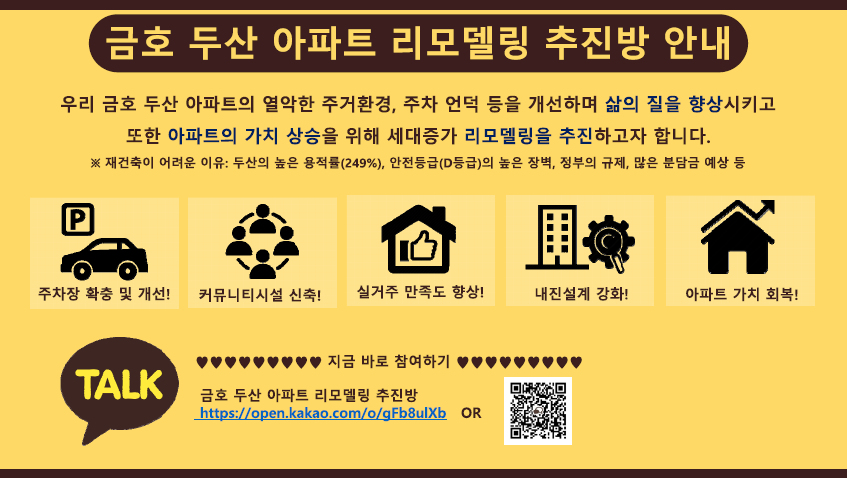 금호 두산 아파트 리모델링 추진방 안내
우리 금호 두산 아파트의 열악한 주거환경, 주차 언덕 등을 개선하며 삶의 질을 향상시키고
또한 아파트의 가치 상승을 위해 세대증가 리모델링을 추진하고자 합니다.
※ 재건축이 어려운 이유: 두산의 높은 용적률(249%), 안전등급(D등급)의 높은 장벽, 정부의 규제, 많은 분담금 예상 등
P
주차장 확충 및 개선!
커뮤니티시설 신축!
실거주 만족도 향상!
내진설계 강화!
아파트 가치 회복!
TALK
♥♥♥♥♥♥♥♥♥ 지금 바로 참여하기 ♥♥♥♥♥♥♥♥♥
금호 두산 아파트 리모델링 추진방
https://open.kakao.com/o/gFb8ulXb OR